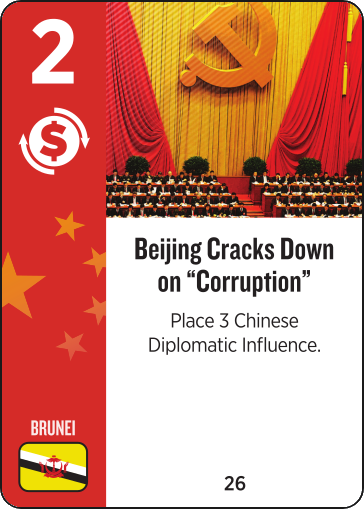 2
$
Beijing Cracks Down
on “Corruption”
Place 3 Chinese
Diplomatic Influence.
BRUNEI
26